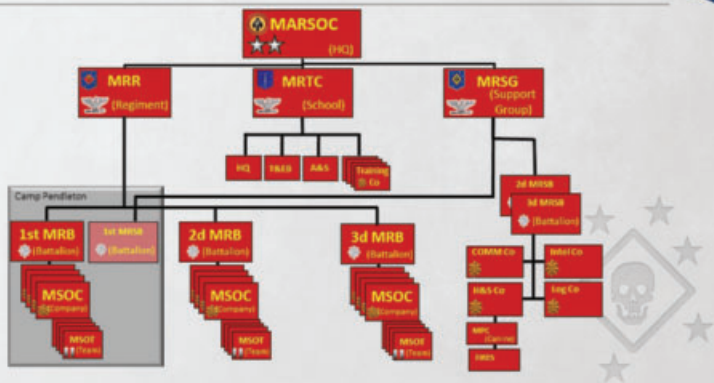 MARSOC
(HQ)
MRR
(Regiment)
MRTC
(School)
MRSG
(Support
Group)
HQ
T&EB
A&S
Training
Co
Camp Pendleton
1st MRB
(Battalion)
1st MRSB
(Battalion)
2d MRB
(Battalion)
3d MRB
(Battalion)
2d MRSB
3d MRSB
(Battalion)
MSOC
(Company)
MSOT
(Team)
MSOC
(Company)
MSOT
(Team)
MSOC
(Company)
MSOT
(Team)
COMM Co
Intel Co
H&S Co
Log Co
MPC
(Canine)